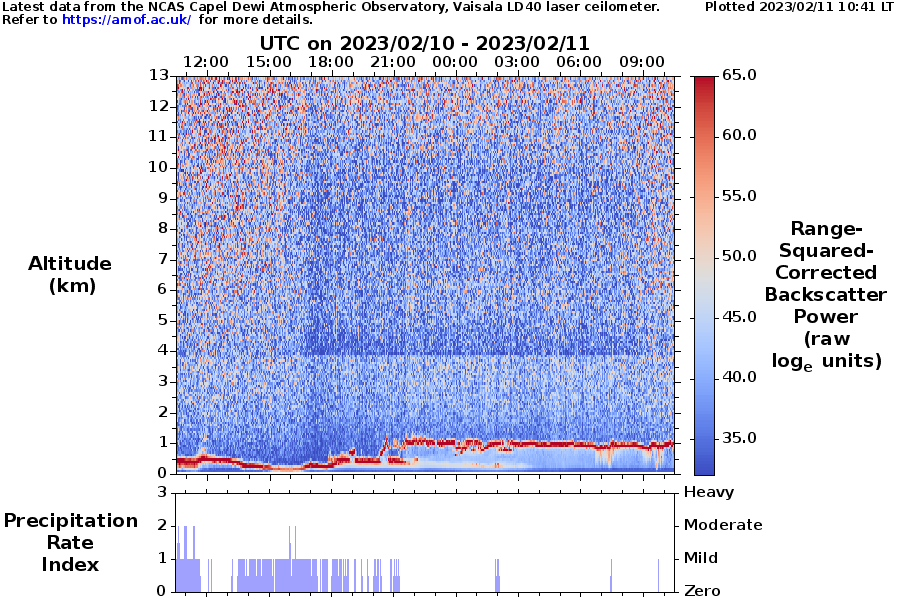 Latest data from the NCAS Capel Dewi Atmospheric Observatory, Vaisala LD40 laser ceilometer. Plotted 2023/02/11 10:41 LT
Refer to https://amof.ac.uk/ for more details.
UTC on 2023/02/10 - 2023/02/11
12:00 15:00 18:00 21:00 00:00 03:00 06:00 09:00
13
12
11
10
9
8
7
6
5
4
3
2
1
0
Altitude
(km)
65.0
60.0
55.0
50.0
45.0
40.0
35.0
Range-
Squared-
Corrected
Backscatter
Power
(raw
logₑ units)
3
2
1
0
Precipitation
Rate
Index
Heavy
Moderate
Mild
Zero